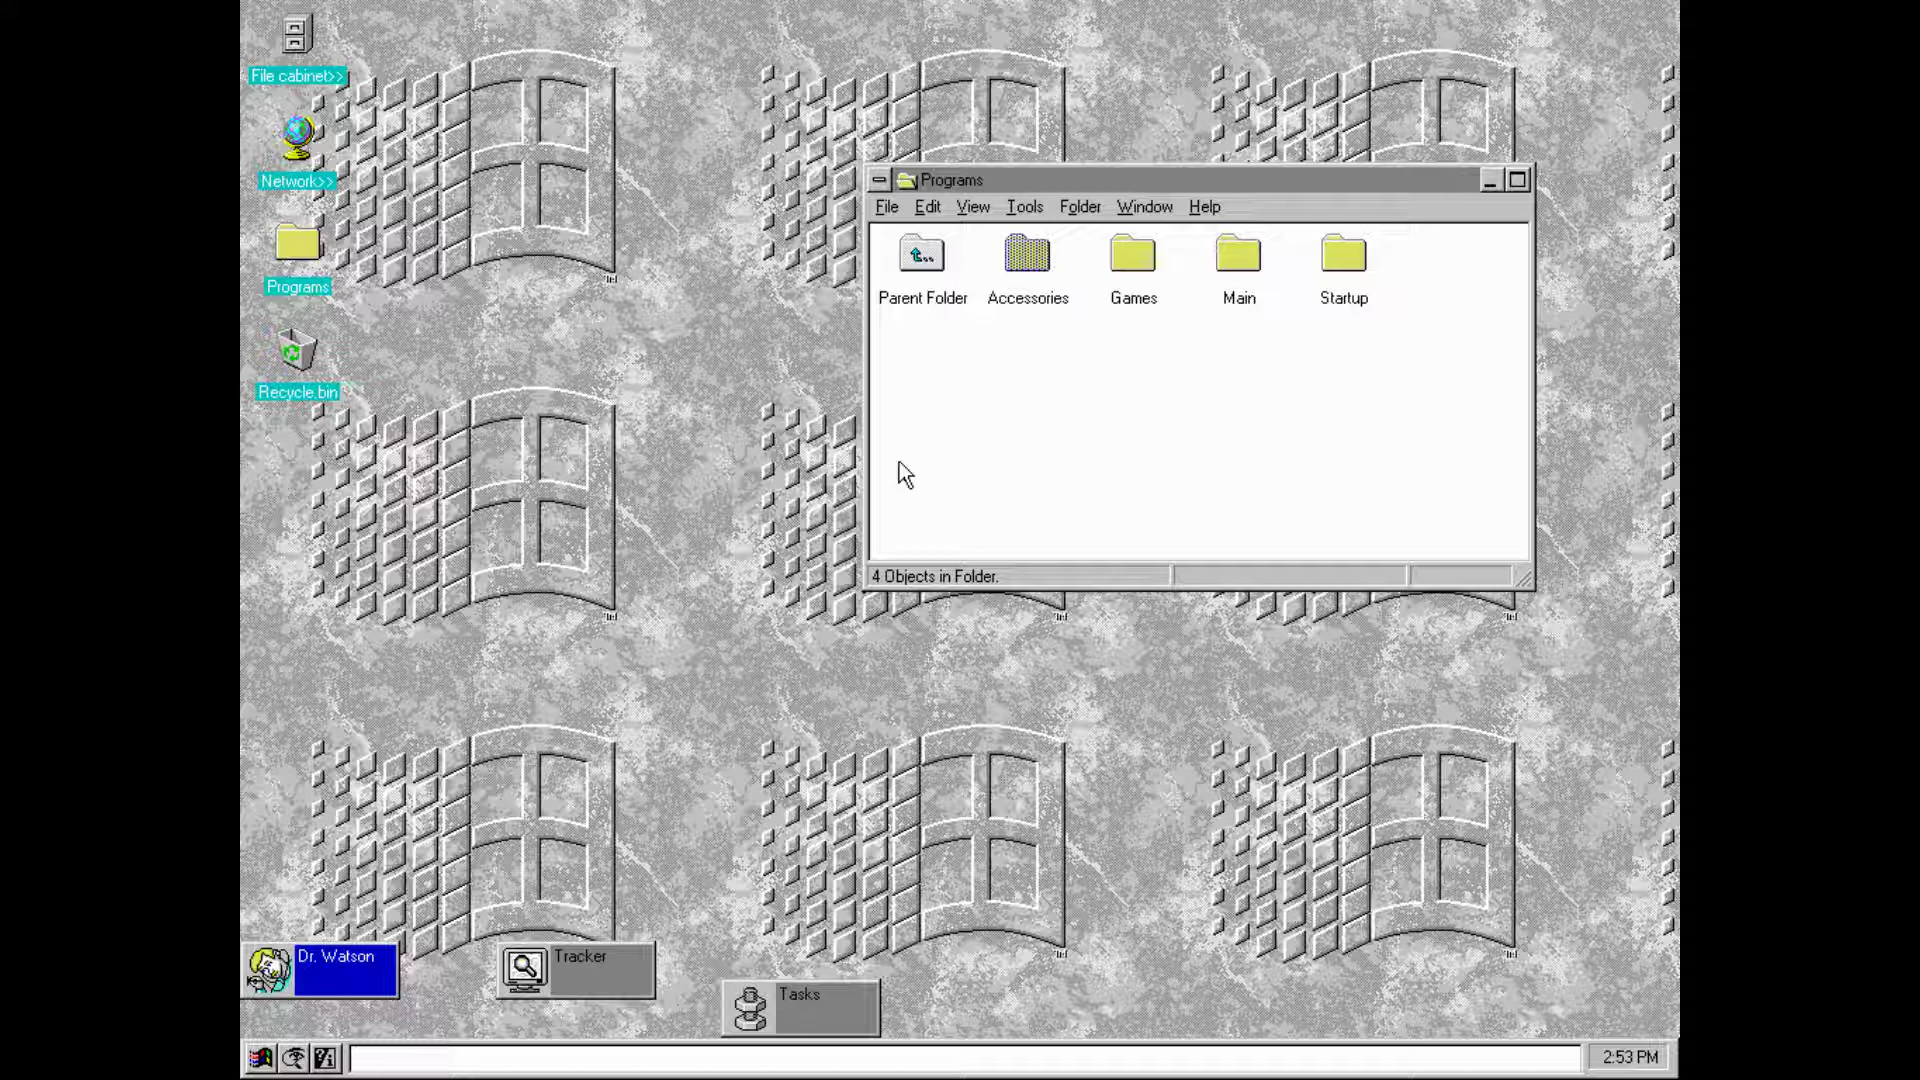 File cabinet>>
Network>>
Programs
Recycle.bin
Programs
File Edit View Tools Folder Window Help
Parent Folder Accessories Games Main Startup
4 Objects in Folder.
Dr. Watson
Tracker
Tasks
2:53 PM